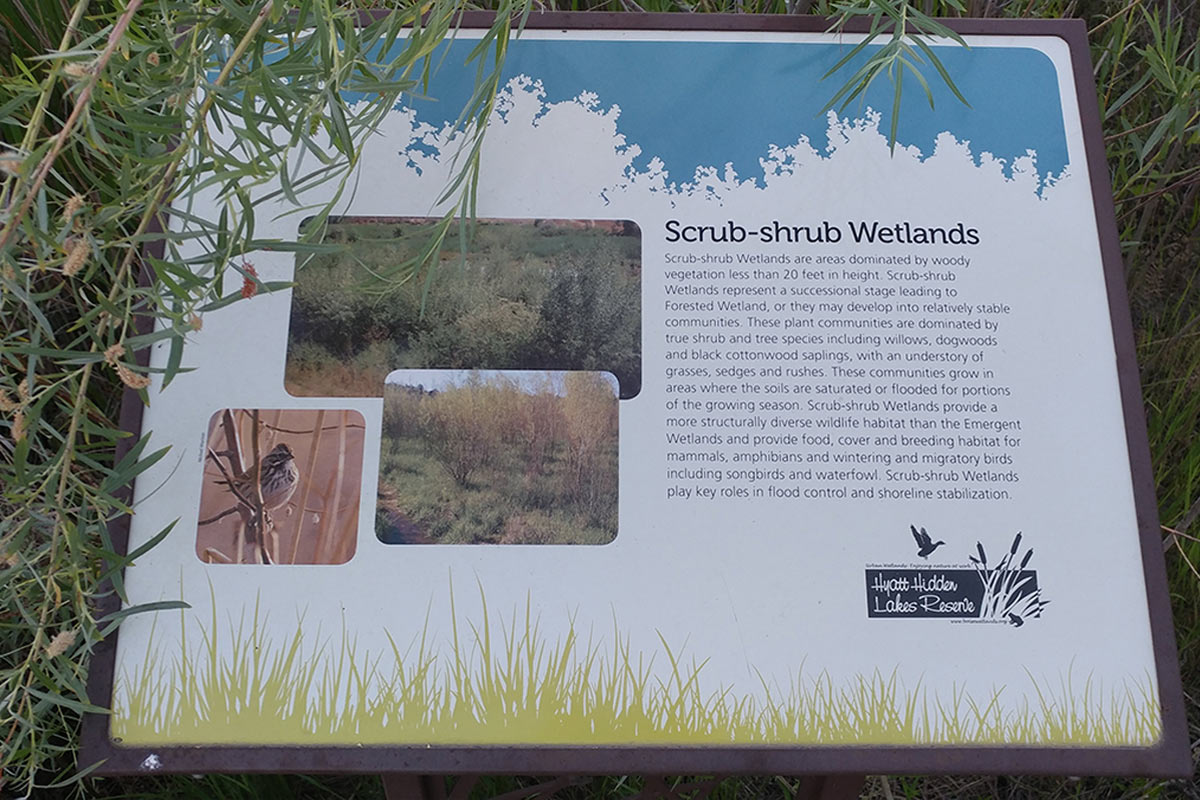 Scrub-shrub Wetlands
Scrub-shrub Wetlands are areas dominated by woody
vegetation less than 20 feet in height. Scrub-shrub
Wetlands represent a successional stage leading to
Forested Wetland, or they may develop into relatively stable
communities. These plant communities are dominated by
true shrub and tree species including willows, dogwoods
and black cottonwood saplings, with an understory of
grasses, sedges and rushes. These communities grow in
areas where the soils are saturated or flooded for portions
of the growing season. Scrub-shrub Wetlands provide a
more structurally diverse wildlife habitat than the Emergent
Wetlands and provide food, cover and breeding habitat for
mammals, amphibians and wintering and migratory birds
including songbirds and waterfowl. Scrub-shrub Wetlands
play key roles in flood control and shoreline stabilization.
Urban Wetlands: Enjoying nature at work
Hyatt Hidden
Lakes Reserve